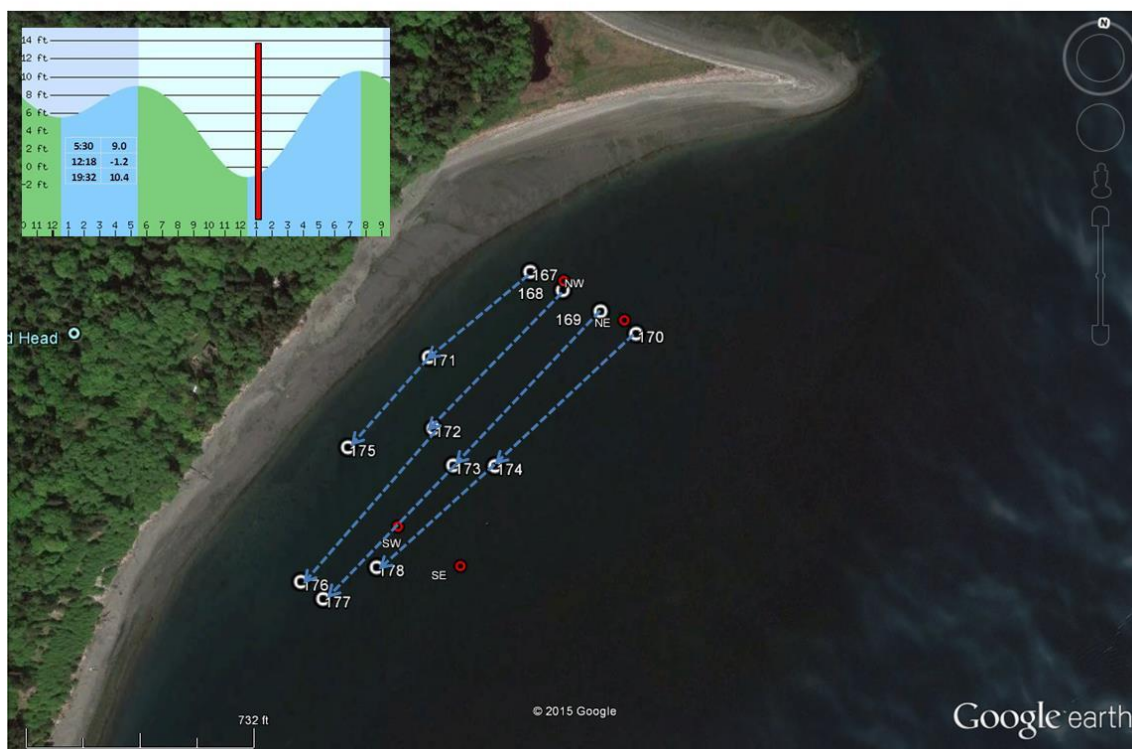 14 ft
12 ft
10 ft
8 ft
6 ft
4 ft
2 ft
0 ft
-2 ft
5:30 9.0
12:18 -1.2
19:32 10.4
0 11 12 1 2 3 4 5 6 7 8 9 10 11 12 1 2 3 4 5 6 7 8 9
N
167
NW
168
169
NE
170
d Head
171
172
175
173
174
SW
178
SE
176
177
732 ft
© 2015 Google
Google earth